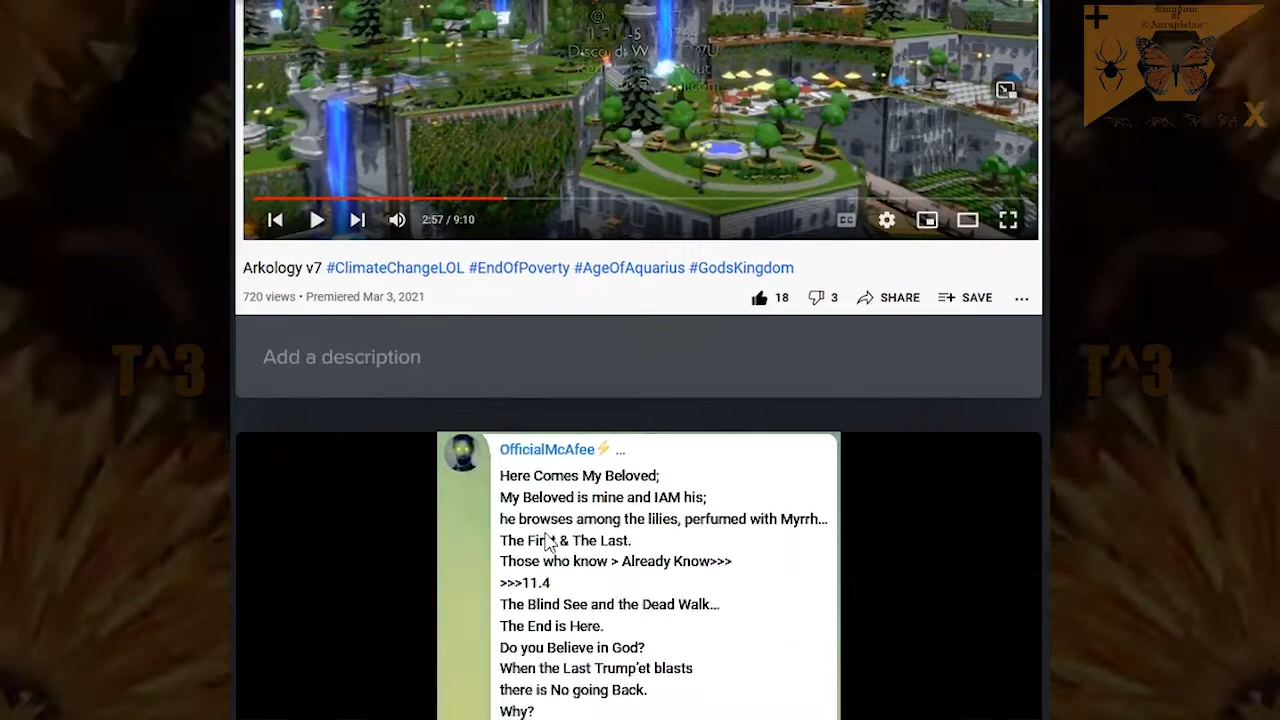 Kingdom
of
X
2:57 / 9:10
CC
Arkology v7 #ClimateChangeLOL #EndOfPoverty #AgeOfAquarius #GodsKingdom
720 views • Premiered Mar 3, 2021
18
3
SHARE
SAVE
...
Add a description
T^3
T^3
OfficialMcAfee⚡ ...
Here Comes My Beloved;
My Beloved is mine and IAM his;
he browses among the lilies, perfumed with Myrrh...
The First & The Last.
Those who know > Already Know>>>
>>>11.4
The Blind See and the Dead Walk...
The End is Here.
Do you Believe in God?
When the Last Trump'et blasts
there is No going Back.
Why?